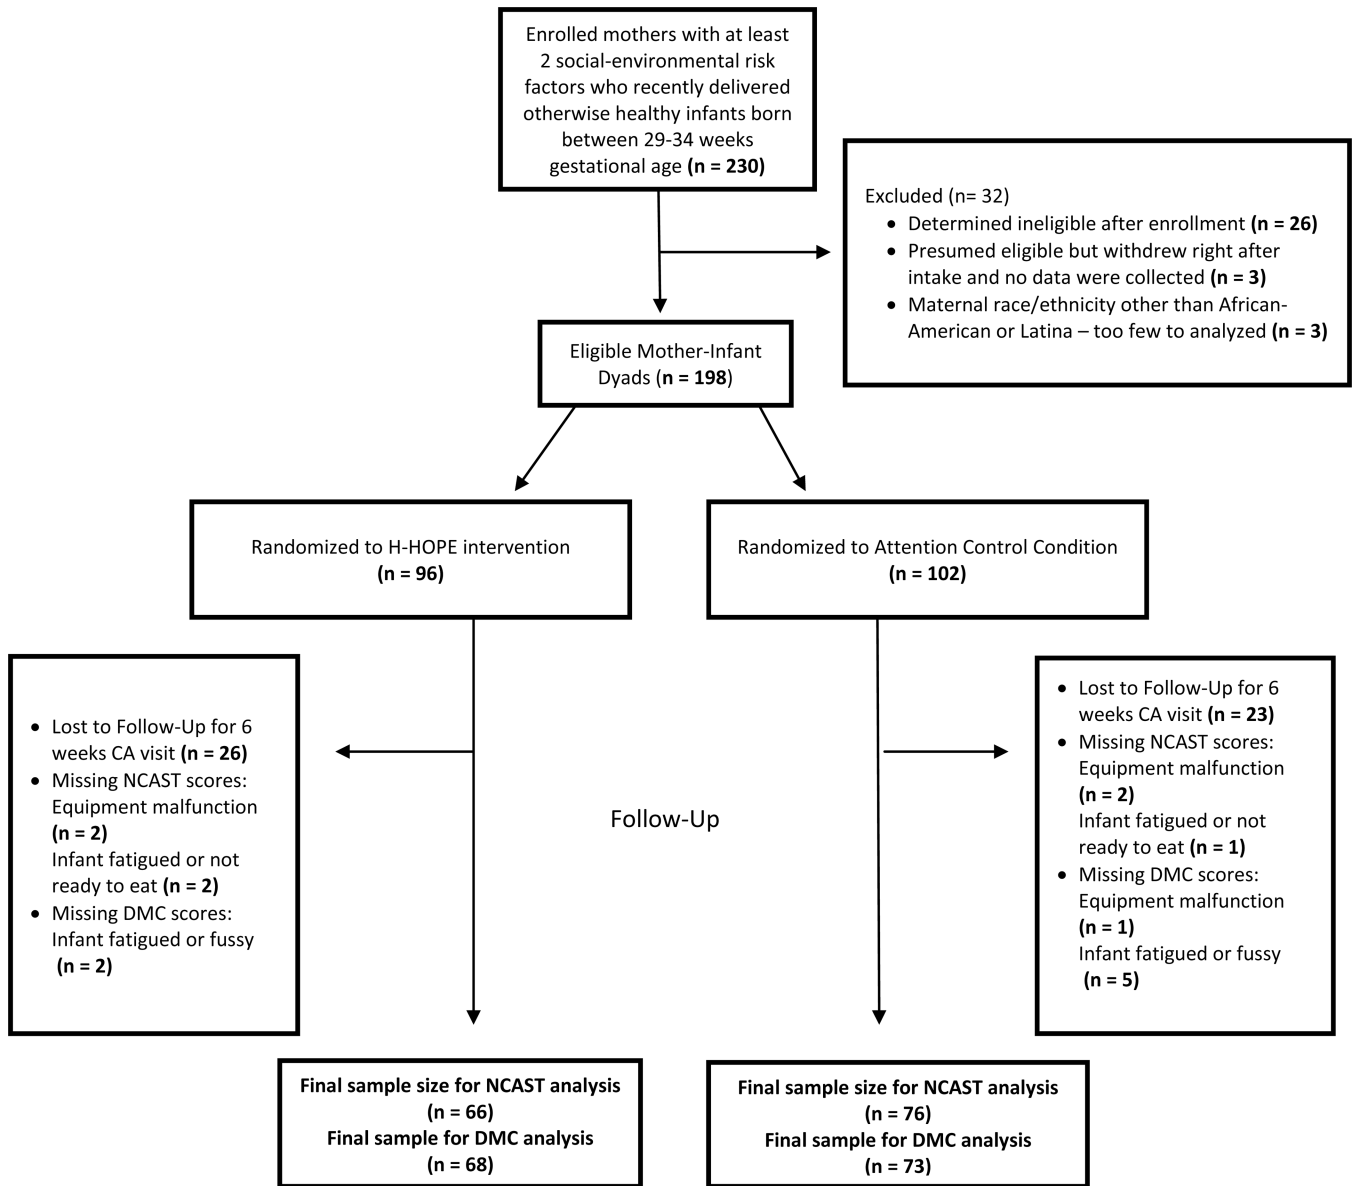 Enrolled mothers with at least
2 social-environmental risk
factors who recently delivered
otherwise healthy infants born
between 29-34 weeks
gestational age (n = 230)
Excluded (n= 32)
• Determined ineligible after enrollment (n = 26)
• Presumed eligible but withdrew right after
intake and no data were collected (n = 3)
• Maternal race/ethnicity other than African-
American or Latina – too few to analyzed (n = 3)
Eligible Mother-Infant
Dyads (n = 198)
Randomized to H-HOPE intervention
(n = 96)
Randomized to Attention Control Condition
(n = 102)
• Lost to Follow-Up for 6
weeks CA visit (n = 26)
• Missing NCAST scores:
Equipment malfunction
(n = 2)
Infant fatigued or not
ready to eat (n = 2)
• Missing DMC scores:
Infant fatigued or fussy
(n = 2)
Follow-Up
• Lost to Follow-Up for 6
weeks CA visit (n = 23)
• Missing NCAST scores:
Equipment malfunction
(n = 2)
Infant fatigued or not
ready to eat (n = 1)
• Missing DMC scores:
Equipment malfunction
(n = 1)
Infant fatigued or fussy
(n = 5)
Final sample size for NCAST analysis
(n = 66)
Final sample for DMC analysis
(n = 68)
Final sample size for NCAST analysis
(n = 76)
Final sample for DMC analysis
(n = 73)